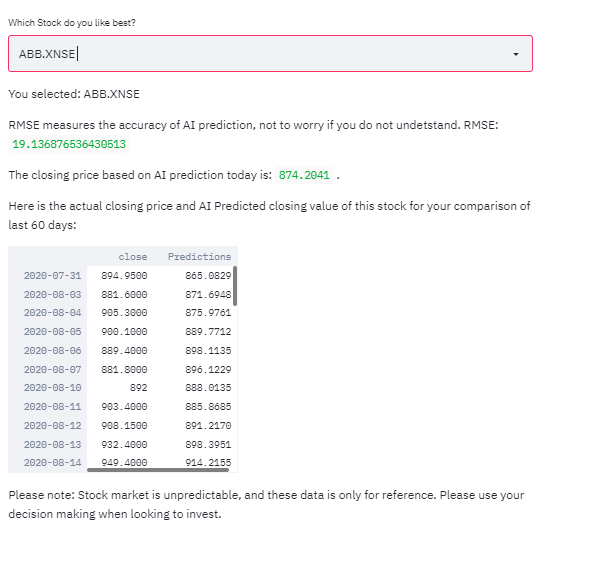 Which Stock do you like best?
ABB.XNSE
You selected: ABB.XNSE
RMSE measures the accuracy of AI prediction, not to worry if you do not undetstand. RMSE:
19.136876536430513
The closing price based on AI prediction today is: 874.2041 .
Here is the actual closing price and AI Predicted closing value of this stock for your comparison of
last 60 days:
close Predictions
2020-07-31 894.9500 865.0829
2020-08-03 881.6000 871.6948
2020-08-04 905.3000 875.9761
2020-08-05 900.1000 889.7712
2020-08-06 889.4000 898.1135
2020-08-07 881.8000 896.1229
2020-08-10 892 888.0135
2020-08-11 903.4000 885.8685
2020-08-12 908.1500 891.2170
2020-08-13 932.4000 898.3951
2020-08-14 949.4000 914.2155
Please note: Stock market is unpredictable, and these data is only for reference. Please use your
decision making when looking to invest.